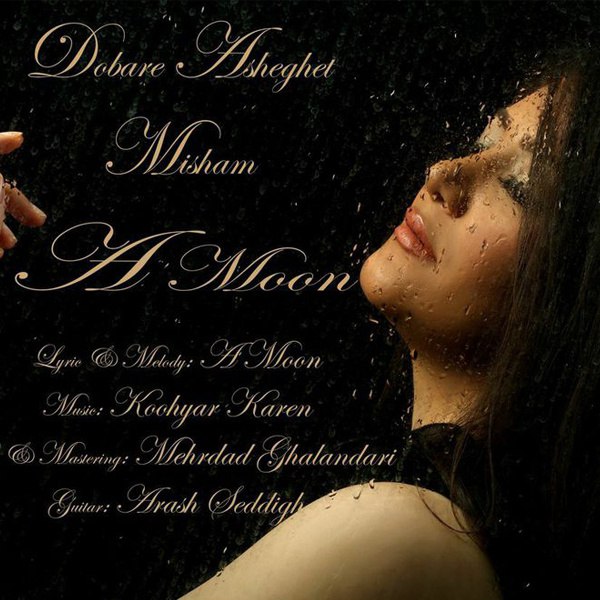 Dobare Asheghet
Misham
A Moon
Lyric & Melody: A Moon
Music: Koohyar Karen
& Mastering: Mehrdad Ghalandari
Guitar: Arash Seddigh